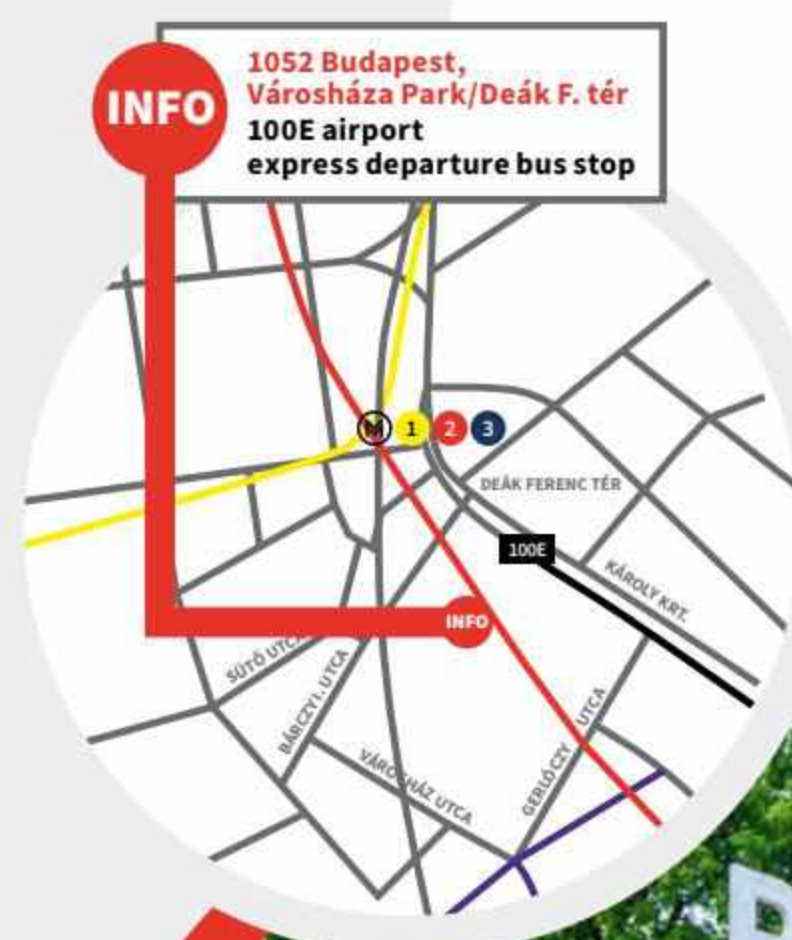 INFO
1052 Budapest,
Városháza Park/Deák F. tér
100E airport
express departure bus stop
M 1 2 3
DEÁK FERENC TÉR
100E
KÁROLY KRT.
INFO
SÜTŐ UTCA
BÁRCZY I. UTCA
VÁROSHÁZ UTCA
GERLÓCZY UTCA